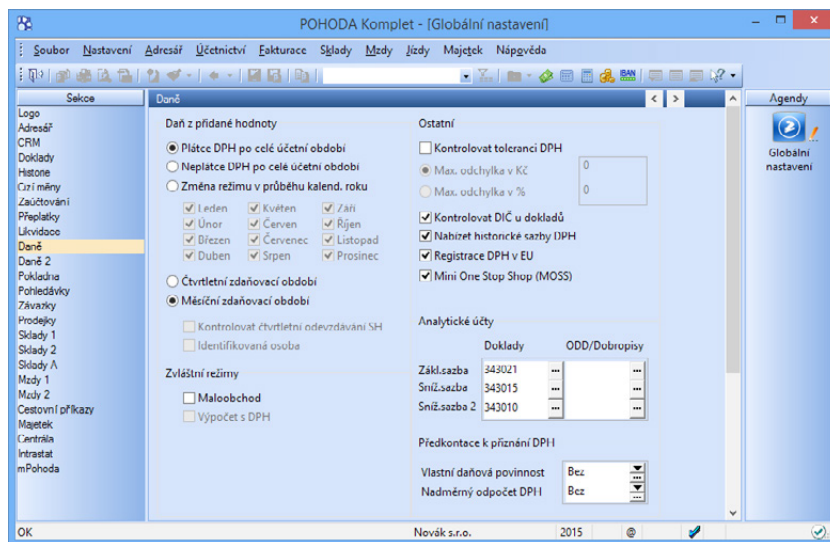 POHODA Komplet - [Globální nastavení]
Soubor Nastavení Adresář Účetnictví Fakturace Sklady Mzdy Jízdy Majetek Nápověda
IBAN
Sekce
Logo
Adresář
CRM
Doklady
Historie
Cizí měny
Zaúčtování
Přeplatky
Likvidace
Daně
Daně 2
Pokladna
Pohledávky
Závazky
Prodejky
Sklady 1
Sklady 2
Sklady A
Mzdy 1
Mzdy 2
Cestovní příkazy
Majetek
Centrála
Intrastat
mPohoda
Daně
Daň z přidané hodnoty
Plátce DPH po celé účetní období
Neplátce DPH po celé účetní období
Změna režimu v průběhu kalend. roku
Leden Květen Září
Únor Červen Říjen
Březen Červenec Listopad
Duben Srpen Prosinec
Čtvrtletní zdaňovací období
Měsíční zdaňovací období
Kontrolovat čtvrtletní odevzdávání SH
Identifikovaná osoba
Zvláštní režimy
Maloobchod
Výpočet s DPH
Ostatní
Kontrolovat toleranci DPH
Max. odchylka v Kč 0
Max. odchylka v % 0
Kontrolovat DIČ u dokladů
Nabízet historické sazby DPH
Registrace DPH v EU
Mini One Stop Shop (MOSS)
Analytické účty
Doklady ODD/Dobropisy
Zákl.sazba 343021 ... ...
Sníž.sazba 343015 ... ...
Sníž.sazba 2 343010 ... ...
Předkontace k přiznání DPH
Vlastní daňová povinnost Bez ...
Nadměrný odpočet DPH Bez ...
Agendy
Globální
nastavení
OK Novák s.r.o. 2015 @